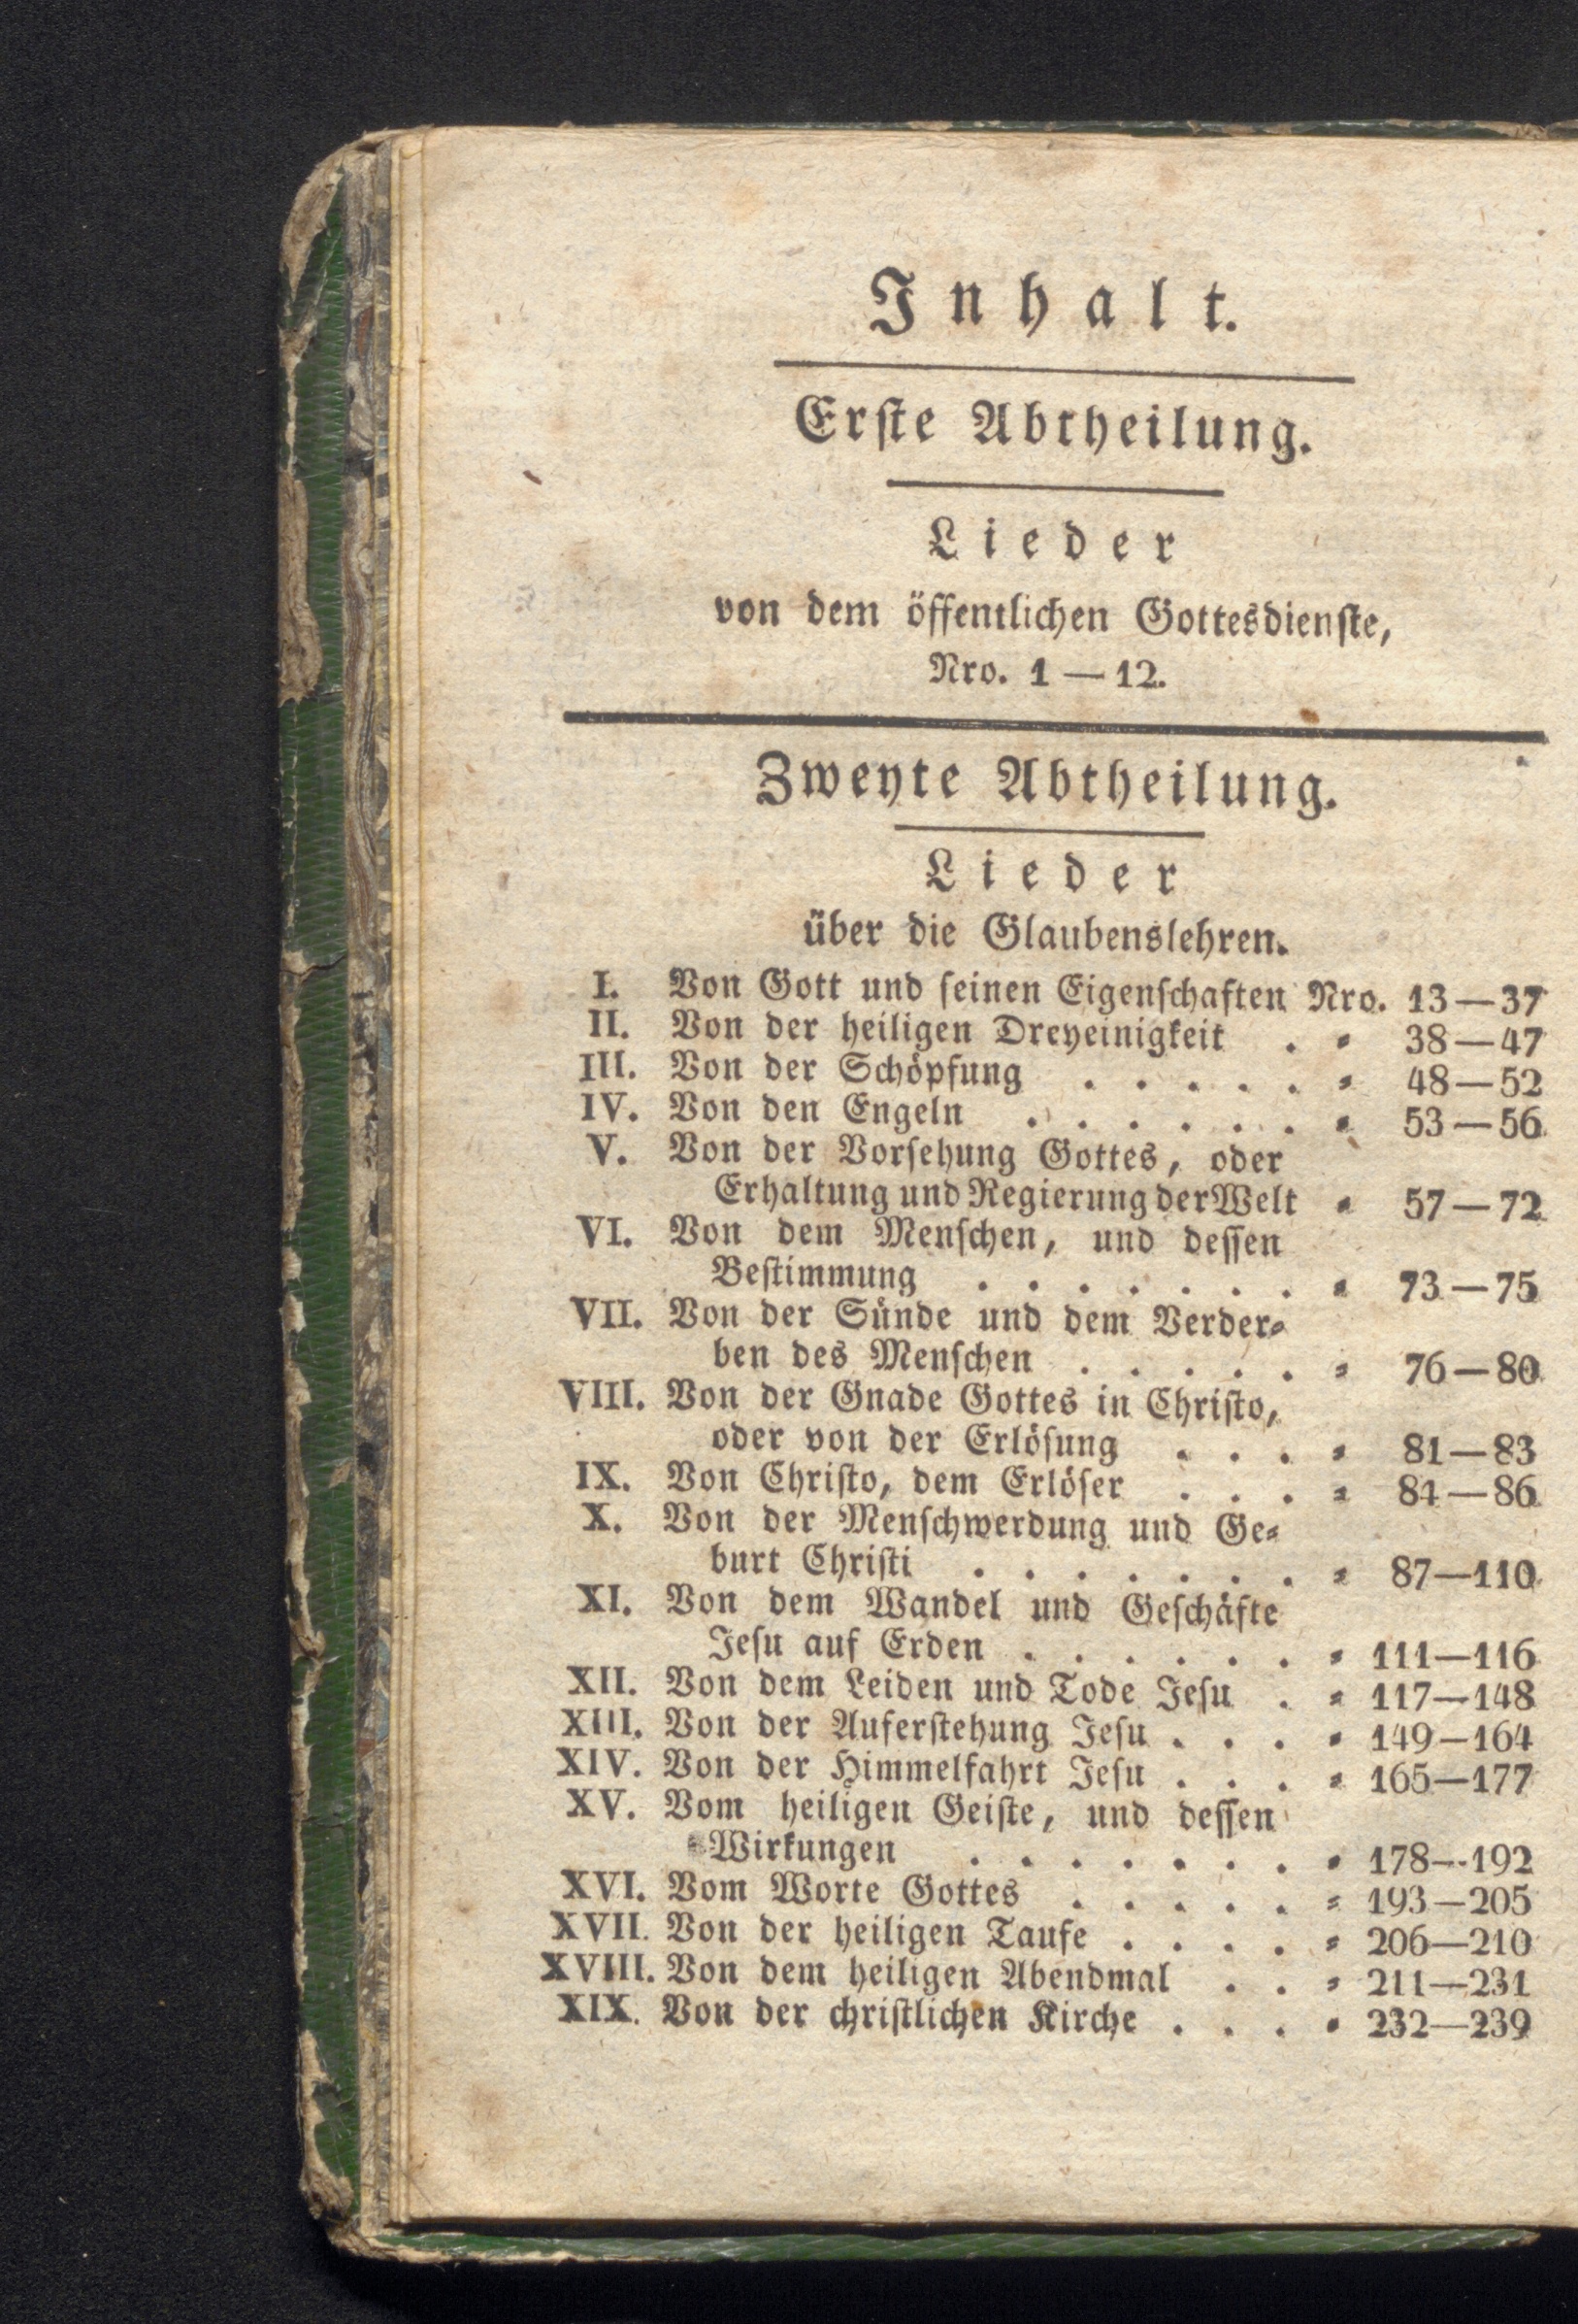 Inhalt.
Erſte Abtheilung.
Lieder
von dem öffentlichen Gottesdienſte,
Nro. 1 — 12.
Zweyte Abtheilung.
Lieder
über die Glaubenslehren.
I. Von Gott und ſeinen Eigenſchaften Nro. 13—37
II. Von der heiligen Dreyeinigkeit . ⸗ 38—47
III. Von der Schöpfung . . . . . ⸗ 48—52
IV. Von den Engeln . . . . . . ⸗ 53—56
V. Von der Vorſehung Gottes, oder
Erhaltung und Regierung der Welt ⸗ 57—72
VI. Von dem Menſchen, und deſſen
Beſtimmung . . . . . . . ⸗ 73—75
VII. Von der Sünde und dem Verder⸗
ben des Menſchen . . . . . ⸗ 76—80
VIII. Von der Gnade Gottes in Chriſto,
oder von der Erlöſung . . . ⸗ 81—83
IX. Von Chriſto, dem Erlöſer . . . ⸗ 84—86
X. Von der Menſchwerdung und Ge⸗
burt Chriſti . . . . . . . ⸗ 87—110
XI. Von dem Wandel und Geſchäfte
Jeſu auf Erden . . . . . . ⸗ 111—116
XII. Von dem Leiden und Tode Jeſu . ⸗ 117—148
XIII. Von der Auferſtehung Jeſu . . . ⸗ 149—164
XIV. Von der Himmelfahrt Jeſu . . . ⸗ 165—177
XV. Vom heiligen Geiſte, und deſſen
Wirkungen . . . . . . . ⸗ 178—192
XVI. Vom Worte Gottes . . . . . ⸗ 193—205
XVII. Von der heiligen Taufe . . . . ⸗ 206—210
XVIII. Von dem heiligen Abendmal . . ⸗ 211—231
XIX. Von der chriſtlichen Kirche . . . ⸗ 232—239